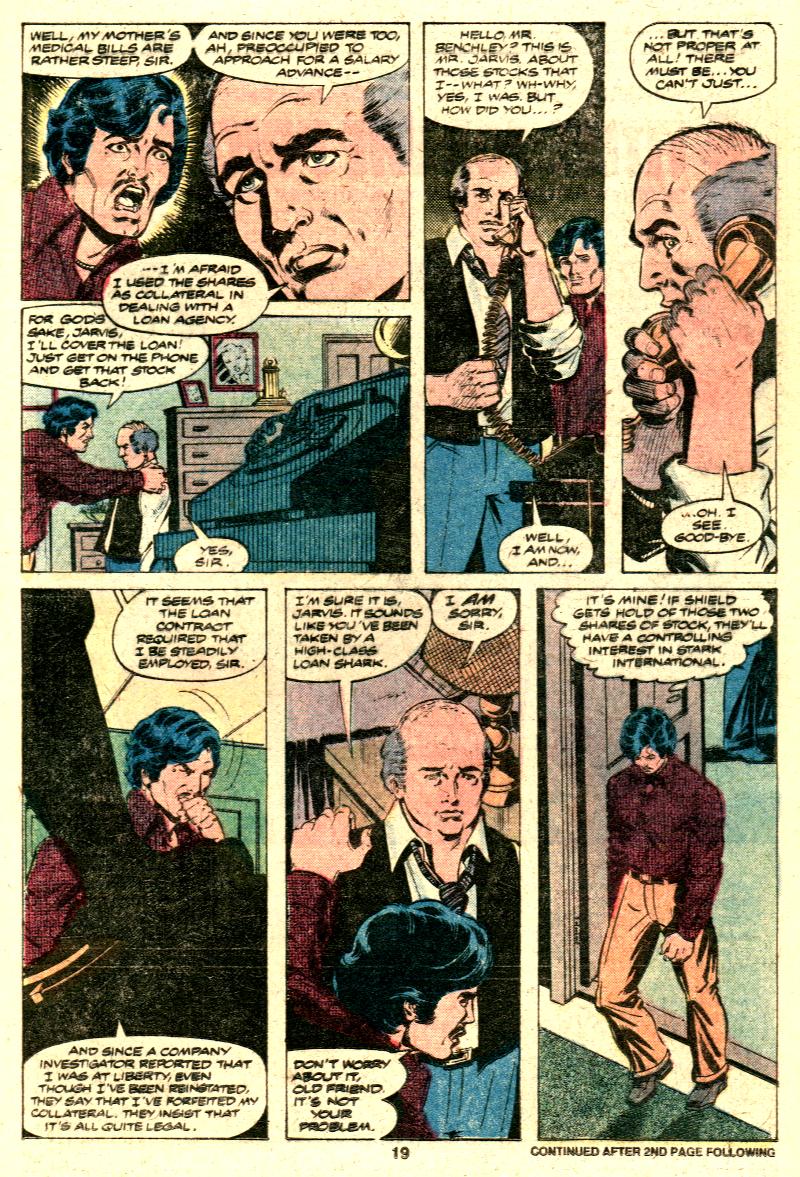 WELL, MY MOTHER'S
MEDICAL BILLS ARE
RATHER STEEP, SIR.
AND SINCE YOU WERE TOO,
AH, PREOCCUPIED TO
APPROACH FOR A SALARY
ADVANCE--
--I'M AFRAID
I USED THE SHARES
AS COLLATERAL IN
DEALING WITH A
LOAN AGENCY.
FOR GOD'S
SAKE, JARVIS,
I'LL COVER THE LOAN!
JUST GET ON THE PHONE
AND GET THAT STOCK
BACK!
YES,
SIR.
HELLO, MR.
BENCHLEY? THIS IS
MR. JARVIS. ABOUT
THOSE STOCKS THAT
I--WHAT? WH-WHY,
YES, I WAS. BUT
HOW DID YOU...?
WELL,
I AM NOW,
AND...
...BUT THAT'S
NOT PROPER AT
ALL! THERE
MUST BE...YOU
CAN'T JUST...
...OH. I
SEE.
GOOD-BYE.
IT SEEMS THAT
THE LOAN
CONTRACT
REQUIRED THAT
I BE STEADILY
EMPLOYED, SIR.
AND SINCE A COMPANY
INVESTIGATOR REPORTED THAT
I WAS AT LIBERTY, EVEN
THOUGH I'VE BEEN REINSTATED,
THEY SAY THAT I'VE FORFEITED MY
COLLATERAL. THEY INSIST THAT
IT'S ALL QUITE LEGAL.
I'M SURE IT IS,
JARVIS. IT SOUNDS
LIKE YOU'VE BEEN
TAKEN BY A
HIGH-CLASS
LOAN SHARK.
I AM
SORRY,
SIR.
DON'T WORRY
ABOUT IT,
OLD FRIEND.
IT'S NOT
YOUR
PROBLEM.
IT'S MINE! IF SHIELD
GETS HOLD OF THOSE TWO
SHARES OF STOCK, THEY'LL
HAVE A CONTROLLING
INTEREST IN STARK
INTERNATIONAL.
19
CONTINUED AFTER 2ND PAGE FOLLOWING